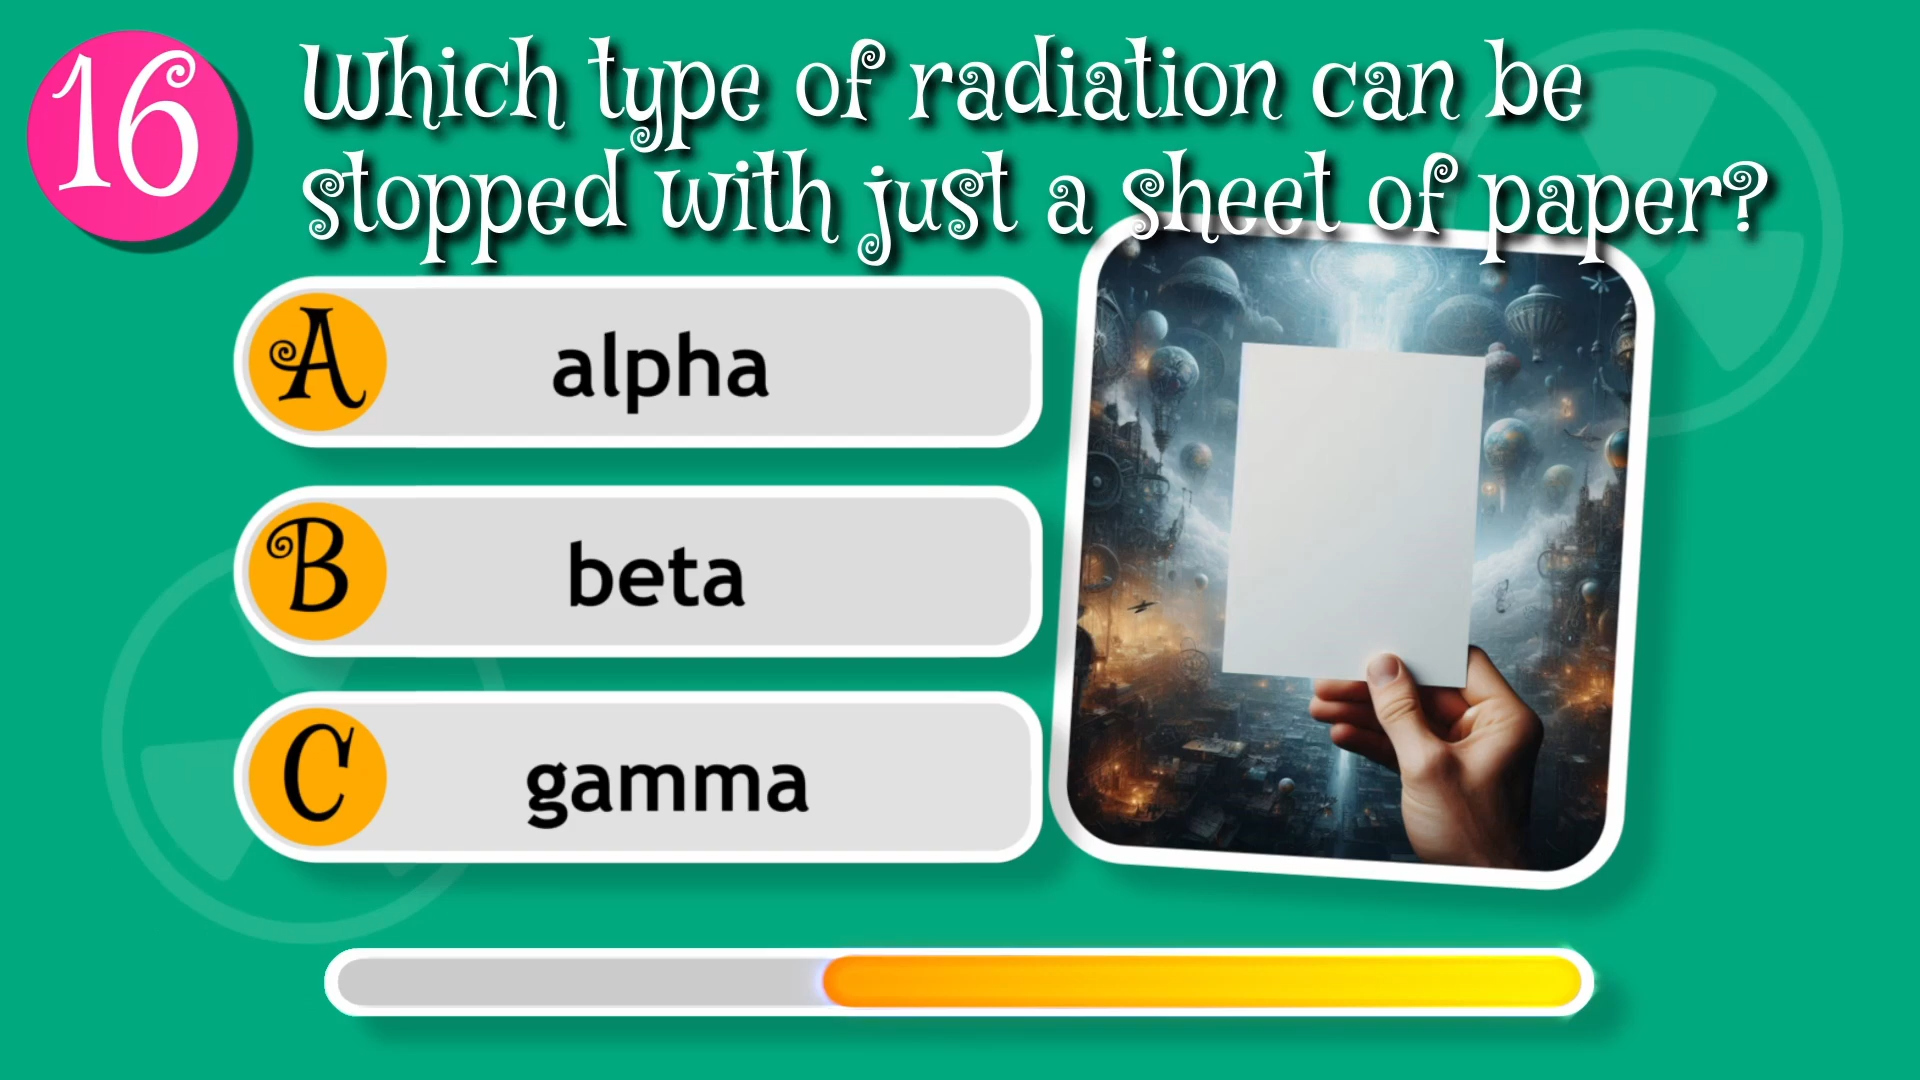 16
Which type of radiation can be
stopped with just a sheet of paper?
A alpha
B beta
C gamma